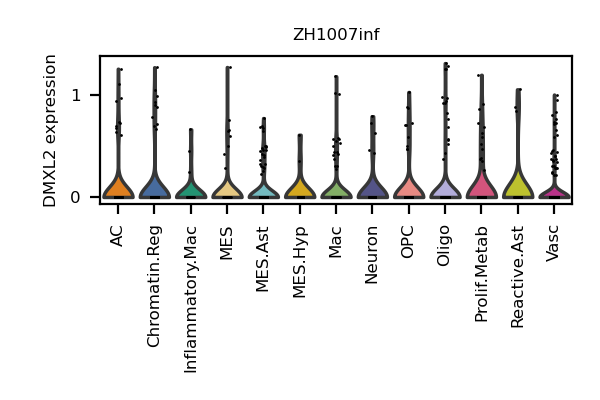 ZH1007inf
DMXL2 expression
1
0
AC
Chromatin.Reg
Inflammatory.Mac
MES
MES.Ast
MES.Hyp
Mac
Neuron
OPC
Oligo
Prolif.Metab
Reactive.Ast
Vasc